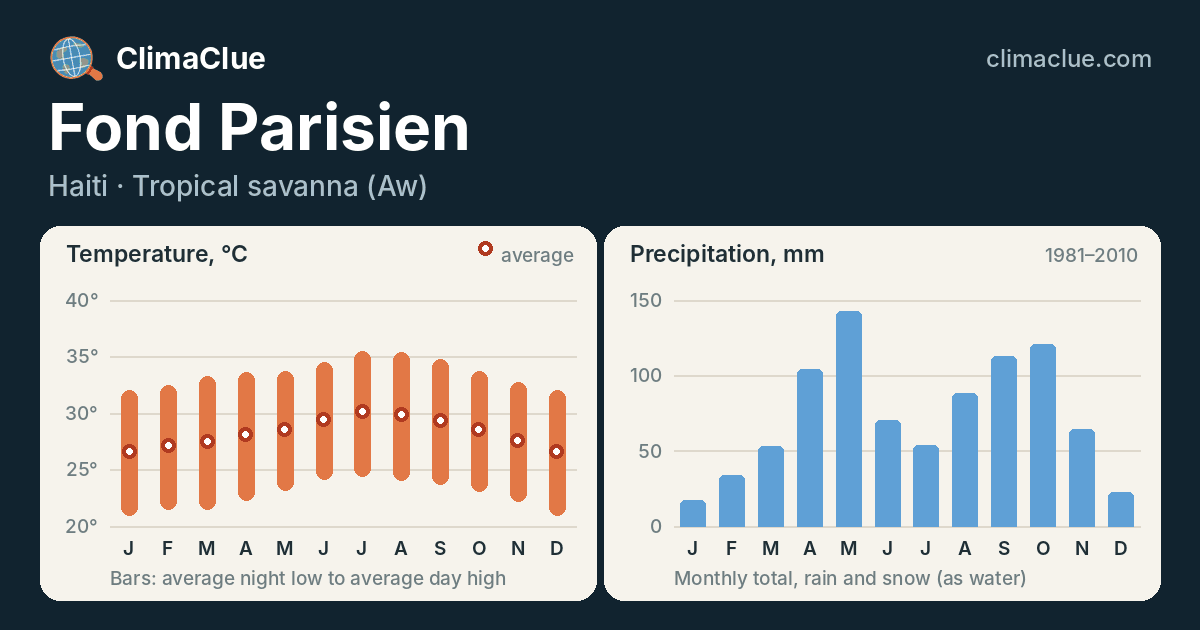 ClimaClue
climaclue.com
Fond Parisien
Haiti · Tropical savanna (Aw)
Temperature, °C
average
40°
35°
30°
25°
20°
J F M A M J J A S O N D
Bars: average night low to average day high
Precipitation, mm
1981–2010
150
100
50
0
J F M A M J J A S O N D
Monthly total, rain and snow (as water)